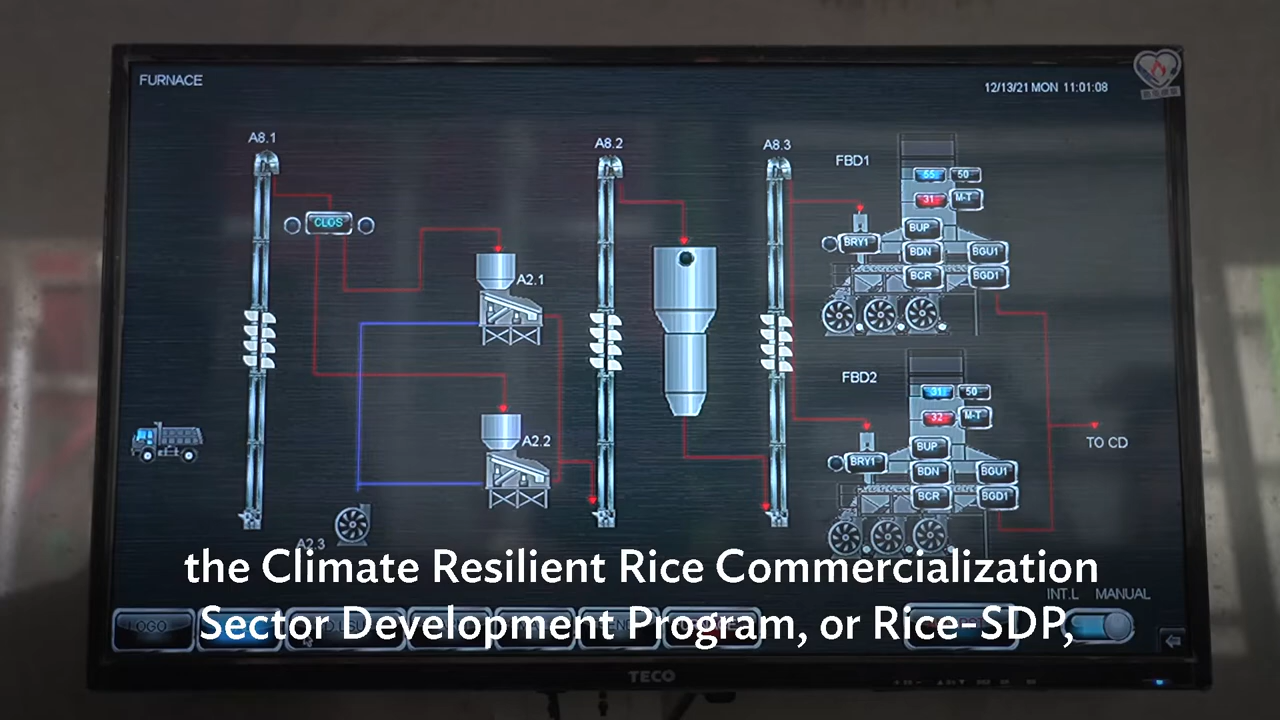 FURNACE
12/13/21 MON 11:01:08
A8.1
A8.2
A8.3
FBD1
55 50
31 M-T
CLOS
BUP
BRY1
BDN
BGU1
BCR
BGD1
A2.1
FBD2
31 50
32 M-T
BUP
BRY1
BDN
BGU1
BCR
BGD1
A2.2
TO CD
A2.3
the Climate Resilient Rice Commercialization
INT.L MANUAL
LOGO
Sector Development Program, or Rice-SDP,
TECO